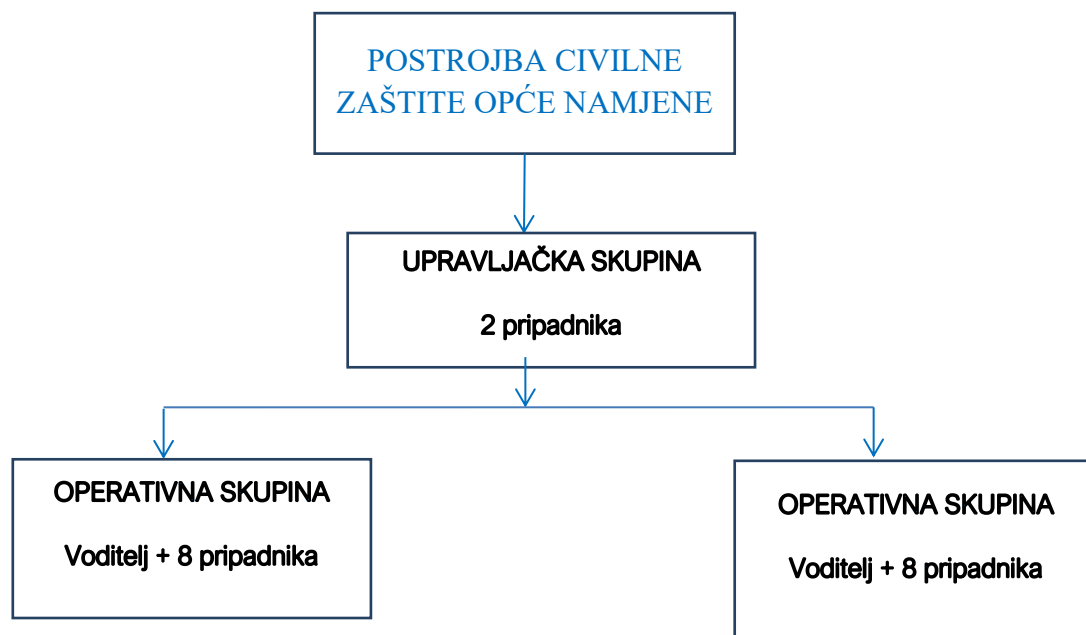 POSTROJBA CIVILNE
ZAŠTITE OPĆE NAMJENE
UPRAVLJAČKA SKUPINA
2 pripadnika
OPERATIVNA SKUPINA
Voditelj + 8 pripadnika
OPERATIVNA SKUPINA
Voditelj + 8 pripadnika